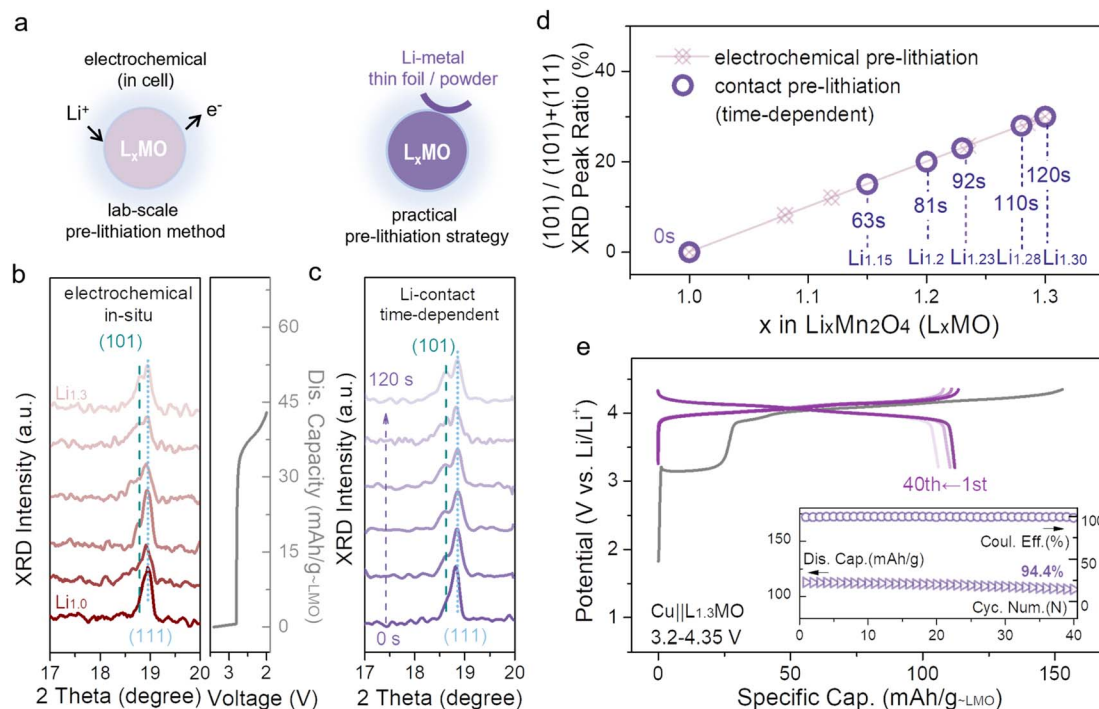 a
electrochemical
(in cell)
Li+
e-
LxMO
lab-scale
pre-lithiation method
Li-metal
thin foil / powder
LxMO
practical
pre-lithiation strategy
b
electrochemical
in-situ
(101)
Li1.3
Li1.0
(111)
XRD Intensity (a.u.)
17 18 19 20
2 Theta (degree)
60
45
30
15
0
Dis. Capacity (mAh/g~LMO)
4 3 2
Voltage (V)
c
Li-contact
time-dependent
(101)
120 s
0 s
(111)
XRD Intensity (a.u.)
17 18 19 20
2 Theta (degree)
d
(101) / (101)+(111)
XRD Peak Ratio (%)
40
20
0
electrochemical pre-lithiation
contact pre-lithiation
(time-dependent)
0s
63s
81s
92s
110s
120s
Li1.15 Li1.2 Li1.23 Li1.28 Li1.30
1.0 1.1 1.2 1.3
x in LixMn2O4 (LxMO)
e
Potential (V vs. Li/Li+)
4
3
2
1
40th←1st
Cu||L1.3MO
3.2-4.35 V
150
100
Coul. Eff.(%)
Dis. Cap.(mAh/g)
94.4%
Cyc. Num.(N)
100
50
0
0 10 20 30 40
0 50 100 150
Specific Cap. (mAh/g~LMO)